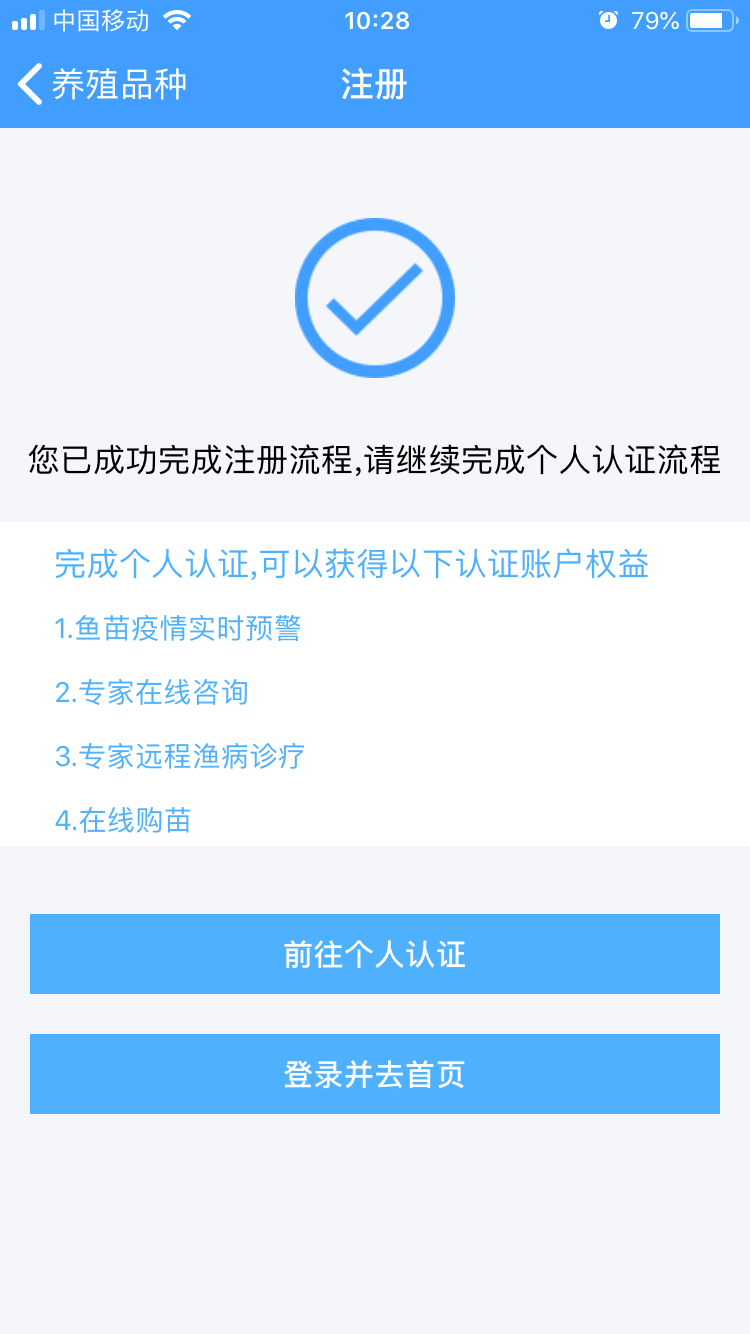 中国移动 10:28 79%
养殖品种 注册
您已成功完成注册流程,请继续完成个人认证流程
完成个人认证,可以获得以下认证账户权益
1.鱼苗疫情实时预警
2.专家在线咨询
3.专家远程渔病诊疗
4.在线购苗
前往个人认证
登录并去首页